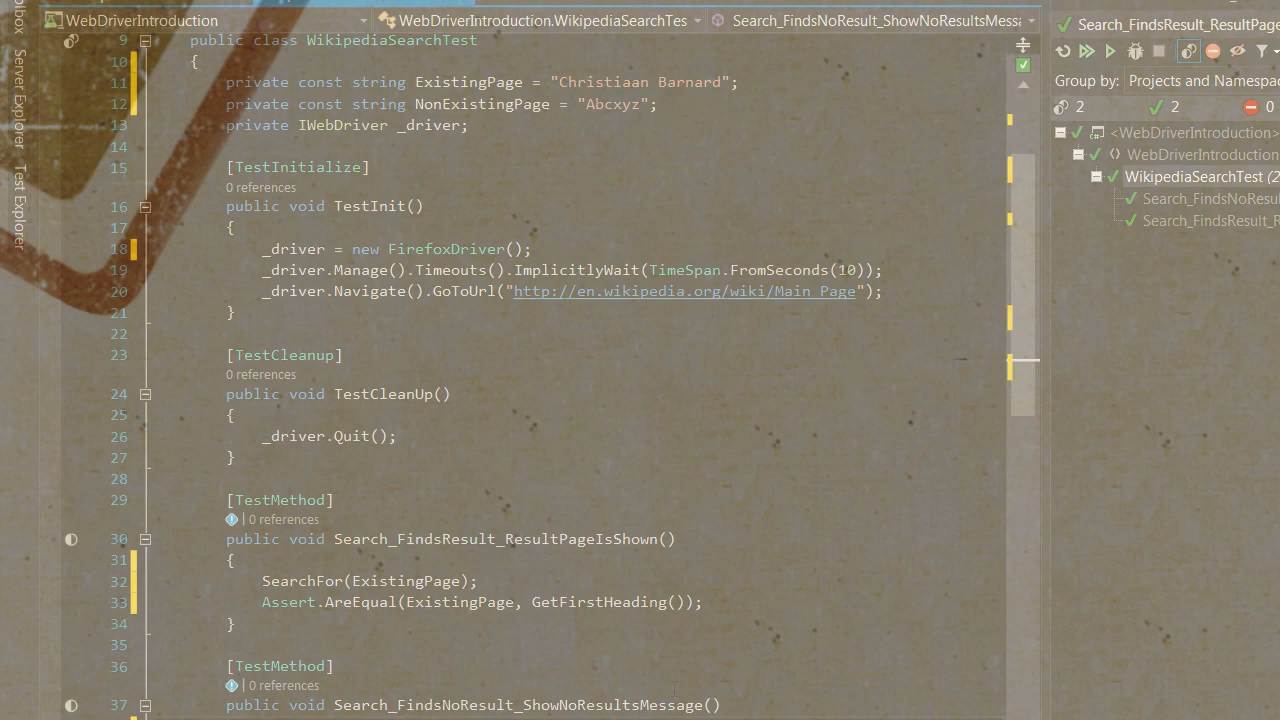 WebDriverIntroduction
WebDriverIntroduction.WikipediaSearchTes
Search_FindsNoResult_ShowNoResultsMessa
Server Explorer
Test Explorer
9 public class WikipediaSearchTest
10 {
11 private const string ExistingPage = "Christiaan Barnard";
12 private const string NonExistingPage = "Abcxyz";
13 private IWebDriver _driver;
14
15 [TestInitialize]
0 references
16 public void TestInit()
17 {
18 _driver = new FirefoxDriver();
19 _driver.Manage().Timeouts().ImplicitlyWait(TimeSpan.FromSeconds(10));
20 _driver.Navigate().GoToUrl("http://en.wikipedia.org/wiki/Main_Page");
21 }
22
23 [TestCleanup]
0 references
24 public void TestCleanUp()
25 {
26 _driver.Quit();
27 }
28
29 [TestMethod]
| 0 references
30 public void Search_FindsResult_ResultPageIsShown()
31 {
32 SearchFor(ExistingPage);
33 Assert.AreEqual(ExistingPage, GetFirstHeading());
34 }
35
36 [TestMethod]
| 0 references
37 public void Search_FindsNoResult_ShowNoResultsMessage()
Search_FindsResult_ResultPage
Group by: Projects and Namespac
2 2 0
<WebDriverIntroduction>
WebDriverIntroduction
WikipediaSearchTest (2
Search_FindsNoResul
Search_FindsResult_R